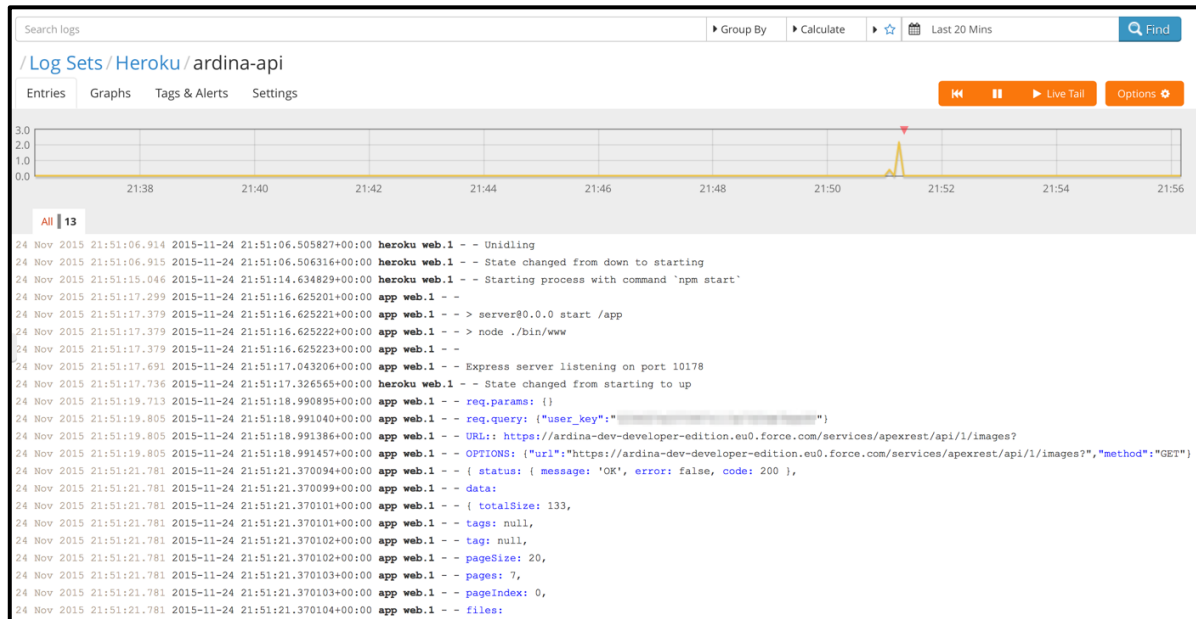 Search logs Group By Calculate Last 20 Mins Find
/ Log Sets / Heroku / ardina-api
Entries Graphs Tags & Alerts Settings Live Tail Options
3.0
2.0
1.0
0.0
21:38 21:40 21:42 21:44 21:46 21:48 21:50 21:52 21:54 21:56
All 13
24 Nov 2015 21:51:06.914 2015-11-24 21:51:06.505827+00:00 heroku web.1 - - Unidling
24 Nov 2015 21:51:06.915 2015-11-24 21:51:06.506316+00:00 heroku web.1 - - State changed from down to starting
24 Nov 2015 21:51:15.046 2015-11-24 21:51:14.634829+00:00 heroku web.1 - - Starting process with command `npm start`
24 Nov 2015 21:51:17.299 2015-11-24 21:51:16.625201+00:00 app web.1 - -
24 Nov 2015 21:51:17.379 2015-11-24 21:51:16.625221+00:00 app web.1 - - > server@0.0.0 start /app
24 Nov 2015 21:51:17.379 2015-11-24 21:51:16.625222+00:00 app web.1 - - > node ./bin/www
24 Nov 2015 21:51:17.379 2015-11-24 21:51:16.625223+00:00 app web.1 - -
24 Nov 2015 21:51:17.691 2015-11-24 21:51:17.043206+00:00 app web.1 - - Express server listening on port 10178
24 Nov 2015 21:51:17.736 2015-11-24 21:51:17.326565+00:00 heroku web.1 - - State changed from starting to up
24 Nov 2015 21:51:19.713 2015-11-24 21:51:18.990895+00:00 app web.1 - - req.params: {}
24 Nov 2015 21:51:19.805 2015-11-24 21:51:18.991040+00:00 app web.1 - - req.query: {"user_key":" "}
24 Nov 2015 21:51:19.805 2015-11-24 21:51:18.991386+00:00 app web.1 - - URL:: https://ardina-dev-developer-edition.eu0.force.com/services/apexrest/api/1/images?
24 Nov 2015 21:51:19.805 2015-11-24 21:51:18.991457+00:00 app web.1 - - OPTIONS: {"url":"https://ardina-dev-developer-edition.eu0.force.com/services/apexrest/api/1/images?","method":"GET"}
24 Nov 2015 21:51:21.781 2015-11-24 21:51:21.370094+00:00 app web.1 - - { status: { message: 'OK', error: false, code: 200 },
24 Nov 2015 21:51:21.781 2015-11-24 21:51:21.370099+00:00 app web.1 - - data:
24 Nov 2015 21:51:21.781 2015-11-24 21:51:21.370101+00:00 app web.1 - - { totalSize: 133,
24 Nov 2015 21:51:21.781 2015-11-24 21:51:21.370101+00:00 app web.1 - - tags: null,
24 Nov 2015 21:51:21.781 2015-11-24 21:51:21.370102+00:00 app web.1 - - tag: null,
24 Nov 2015 21:51:21.781 2015-11-24 21:51:21.370102+00:00 app web.1 - - pageSize: 20,
24 Nov 2015 21:51:21.781 2015-11-24 21:51:21.370103+00:00 app web.1 - - pages: 7,
24 Nov 2015 21:51:21.781 2015-11-24 21:51:21.370103+00:00 app web.1 - - pageIndex: 0,
24 Nov 2015 21:51:21.781 2015-11-24 21:51:21.370104+00:00 app web.1 - - files: